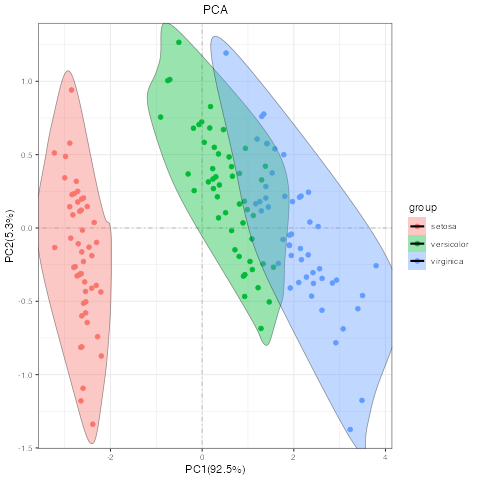 PCA
PC2(5.3%)
1.0
0.5
0.0
-0.5
-1.0
-1.5
-2
0
2
4
PC1(92.5%)
group
setosa
versicolor
virginica